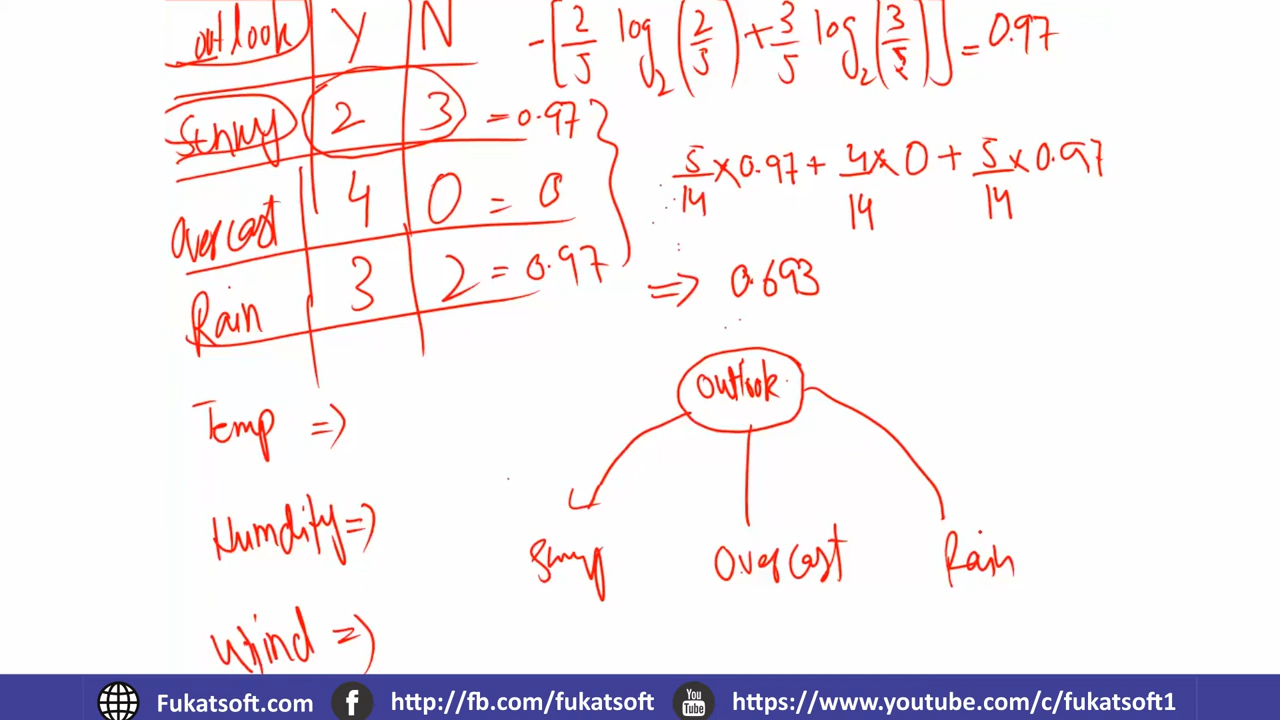 outlook Y N -[2/5 log2(2/5) + 3/5 log2(3/5)] = 0.97
Sunny 2 3 = 0.97
5/14 × 0.97 + 4/14 × 0 + 5/14 × 0.97
Overcast 4 0 = 0
Rain 3 2 = 0.97
=> 0.693
Outlook
Temp =>
Humdity =>
Sunny Overcast Rain
Wind =>
Fukatsoft.com f http://fb.com/fukatsoft You Tube https://www.youtube.com/c/fukatsoft1